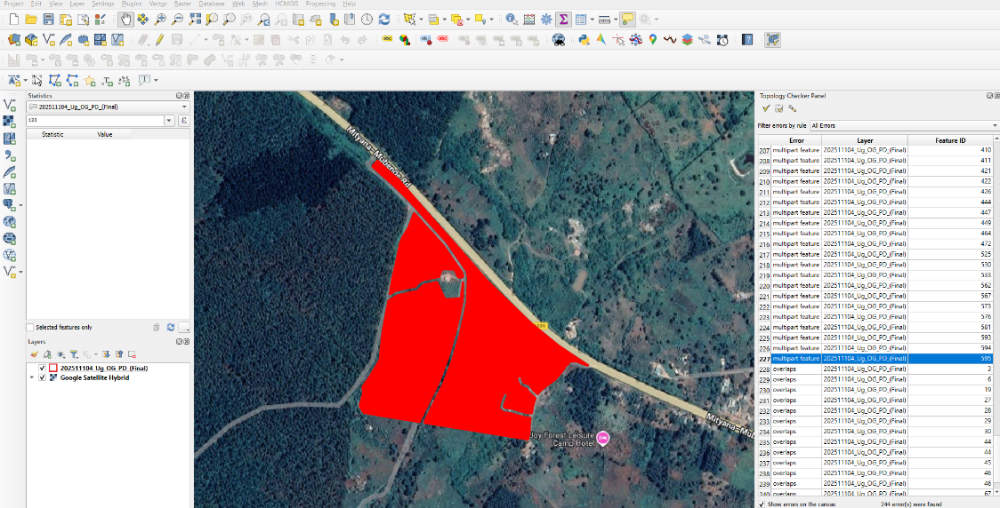 Project Edit View Layer Settings Plugins Vector Raster Database Web Mesh HCMGIS Processing Help
Statistics
202511104_Ug_OG_PD_(Final)
123
ε
Statistic Value
Selected features only
Layers
202511104_Ug_OG_PD_(Final)
Google Satellite Hybrid
Mityana–Mubende Rd
Joy Forest Leisure
Camp Hotel
Mityana–Mub
Topology Checker Panel
Filter errors by rule All Errors
Error Layer Feature ID
207 multipart feature 202511104_Ug_OG_PD_(Final) 410
208 multipart feature 202511104_Ug_OG_PD_(Final) 411
209 multipart feature 202511104_Ug_OG_PD_(Final) 421
210 multipart feature 202511104_Ug_OG_PD_(Final) 422
211 multipart feature 202511104_Ug_OG_PD_(Final) 426
212 multipart feature 202511104_Ug_OG_PD_(Final) 444
213 multipart feature 202511104_Ug_OG_PD_(Final) 447
214 multipart feature 202511104_Ug_OG_PD_(Final) 449
215 multipart feature 202511104_Ug_OG_PD_(Final) 464
216 multipart feature 202511104_Ug_OG_PD_(Final) 472
217 multipart feature 202511104_Ug_OG_PD_(Final) 525
218 multipart feature 202511104_Ug_OG_PD_(Final) 530
219 multipart feature 202511104_Ug_OG_PD_(Final) 533
220 multipart feature 202511104_Ug_OG_PD_(Final) 562
221 multipart feature 202511104_Ug_OG_PD_(Final) 567
222 multipart feature 202511104_Ug_OG_PD_(Final) 573
223 multipart feature 202511104_Ug_OG_PD_(Final) 576
224 multipart feature 202511104_Ug_OG_PD_(Final) 581
225 multipart feature 202511104_Ug_OG_PD_(Final) 593
226 multipart feature 202511104_Ug_OG_PD_(Final) 594
227 multipart feature 202511104_Ug_OG_PD_(Final) 595
228 overlaps 202511104_Ug_OG_PD_(Final) 3
229 overlaps 202511104_Ug_OG_PD_(Final) 6
230 overlaps 202511104_Ug_OG_PD_(Final) 19
231 overlaps 202511104_Ug_OG_PD_(Final) 27
232 overlaps 202511104_Ug_OG_PD_(Final) 28
233 overlaps 202511104_Ug_OG_PD_(Final) 29
234 overlaps 202511104_Ug_OG_PD_(Final) 30
235 overlaps 202511104_Ug_OG_PD_(Final) 44
236 overlaps 202511104_Ug_OG_PD_(Final) 44
237 overlaps 202511104_Ug_OG_PD_(Final) 45
238 overlaps 202511104_Ug_OG_PD_(Final) 46
239 overlaps 202511104_Ug_OG_PD_(Final) 46
240 overlaps 202511104_Ug_OG_PD_(Final) 67
Show errors on the canvas 244 error(s) were found